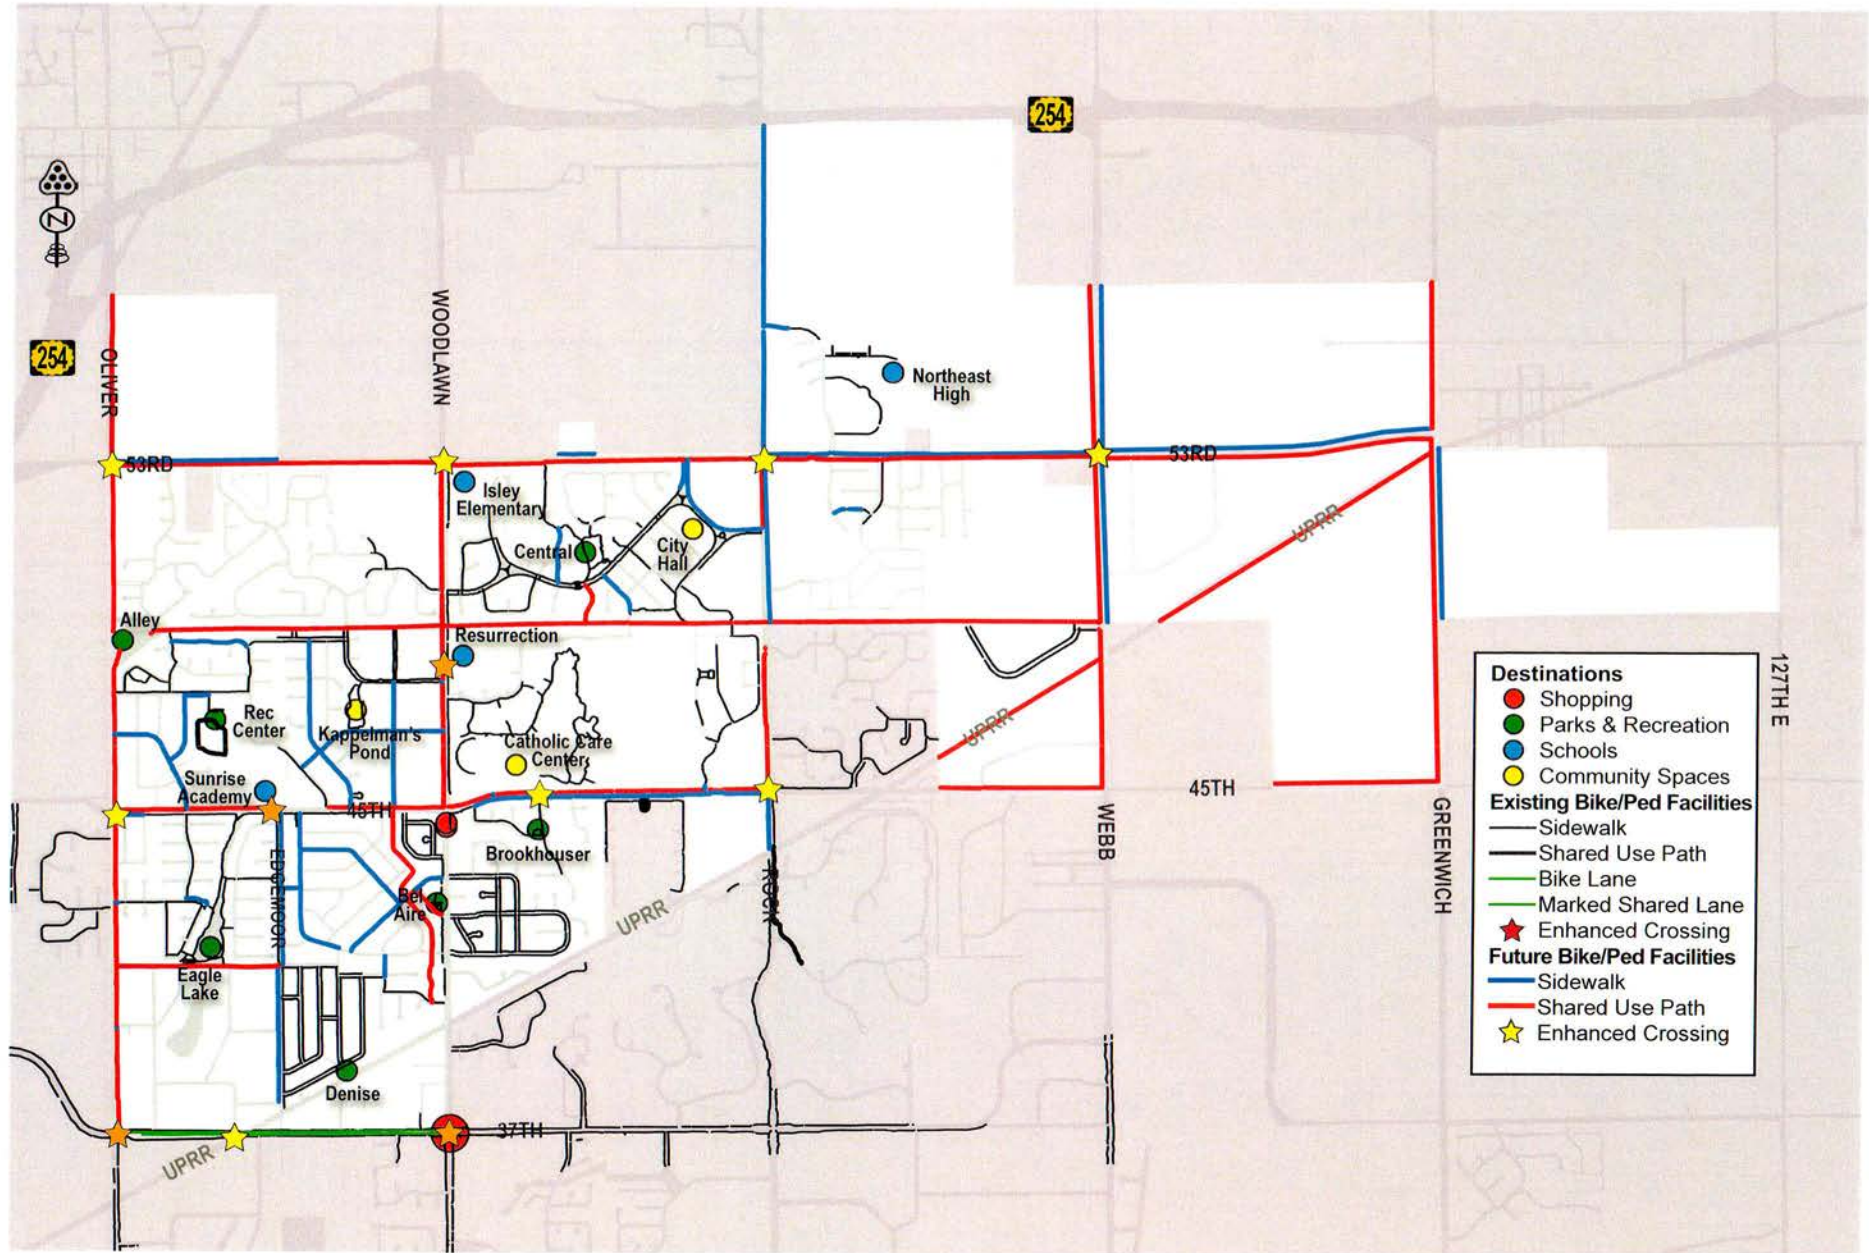 254
Z
254
OLIVER
WOODLAWN
Northeast
High
53RD
53RD
Isley
Elementary
Central
City
Hall
UPRR
Alley
Resurrection
Rec
Center
Kappelman's
Pond
Catholic Care
Center
UPRR
Sunrise
Academy
45TH
45TH
WEBB
GREENWICH
127TH E
EDGEMOOR
Brookhouser
ROCK
Bel
Aire
UPRR
Eagle
Lake
Denise
37TH
UPRR
Destinations
Shopping
Parks & Recreation
Schools
Community Spaces
Existing Bike/Ped Facilities
Sidewalk
Shared Use Path
Bike Lane
Marked Shared Lane
Enhanced Crossing
Future Bike/Ped Facilities
Sidewalk
Shared Use Path
Enhanced Crossing